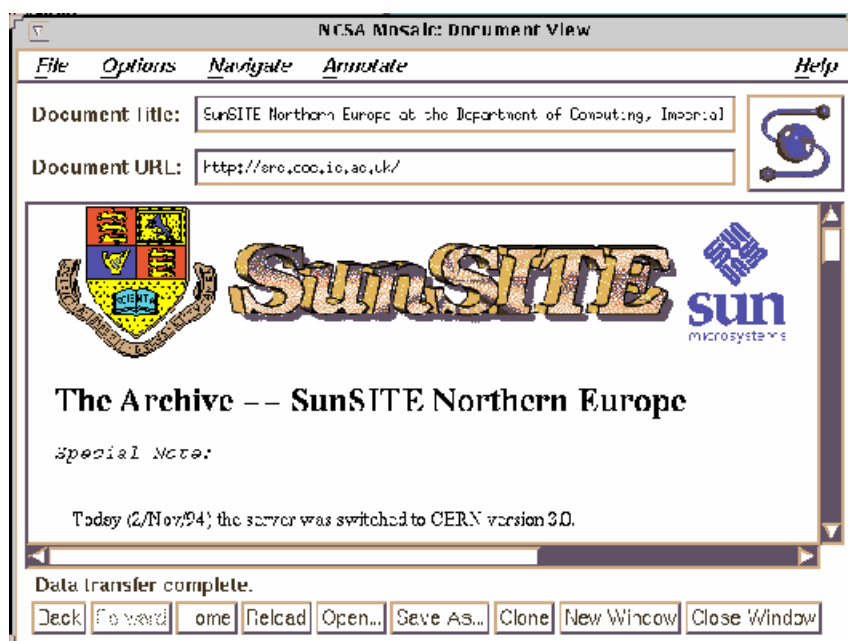 NCSA Mosaic: Document View
File Options Navigate Annotate Help
Document Title: SunSITE Northern Europe at the Department of Computing, Imperial
Document URL: http://src.doc.ic.ac.uk/
SCIENTIA
SunSITE
sun
microsystems
The Archive -- SunSITE Northern Europe
Special Note:
Today (2/Nov/94) the server was switched to CERN version 3.0.
Data transfer complete.
Back Forward ome Reload Open... Save As... Clone New Window Close Window